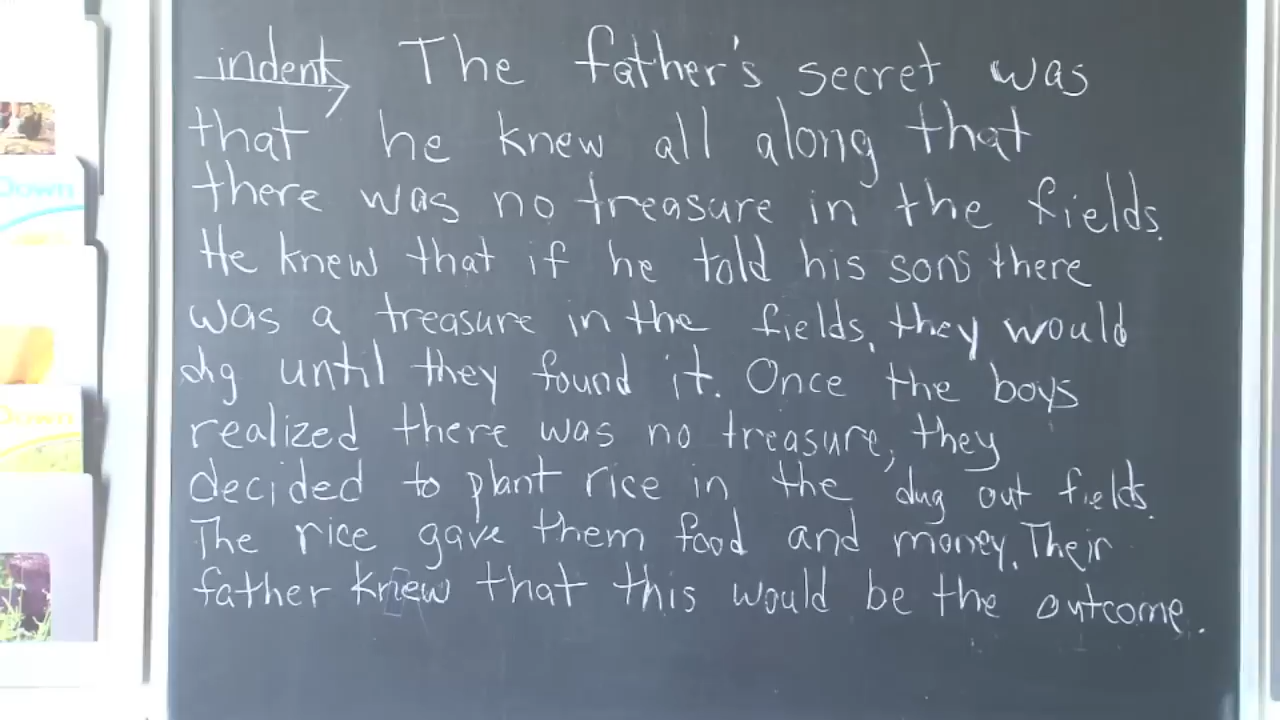 indent The father's secret was
that he knew all along that
there was no treasure in the fields.
He knew that if he told his sons there
was a treasure in the fields, they would
dig until they found it. Once the boys
realized there was no treasure, they
decided to plant rice in the dug out fields.
The rice gave them food and money. Their
father knew that this would be the outcome.
Down
Down